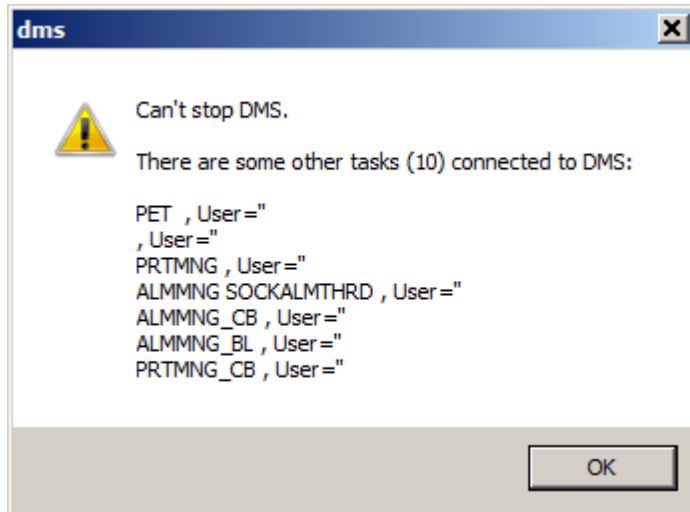 dms
Can't stop DMS.
There are some other tasks (10) connected to DMS:
PET , User="
, User="
PRTMNG , User="
ALMMNG SOCKALMTHRD , User="
ALMMNG_CB , User="
ALMMNG_BL , User="
PRTMNG_CB , User="
OK